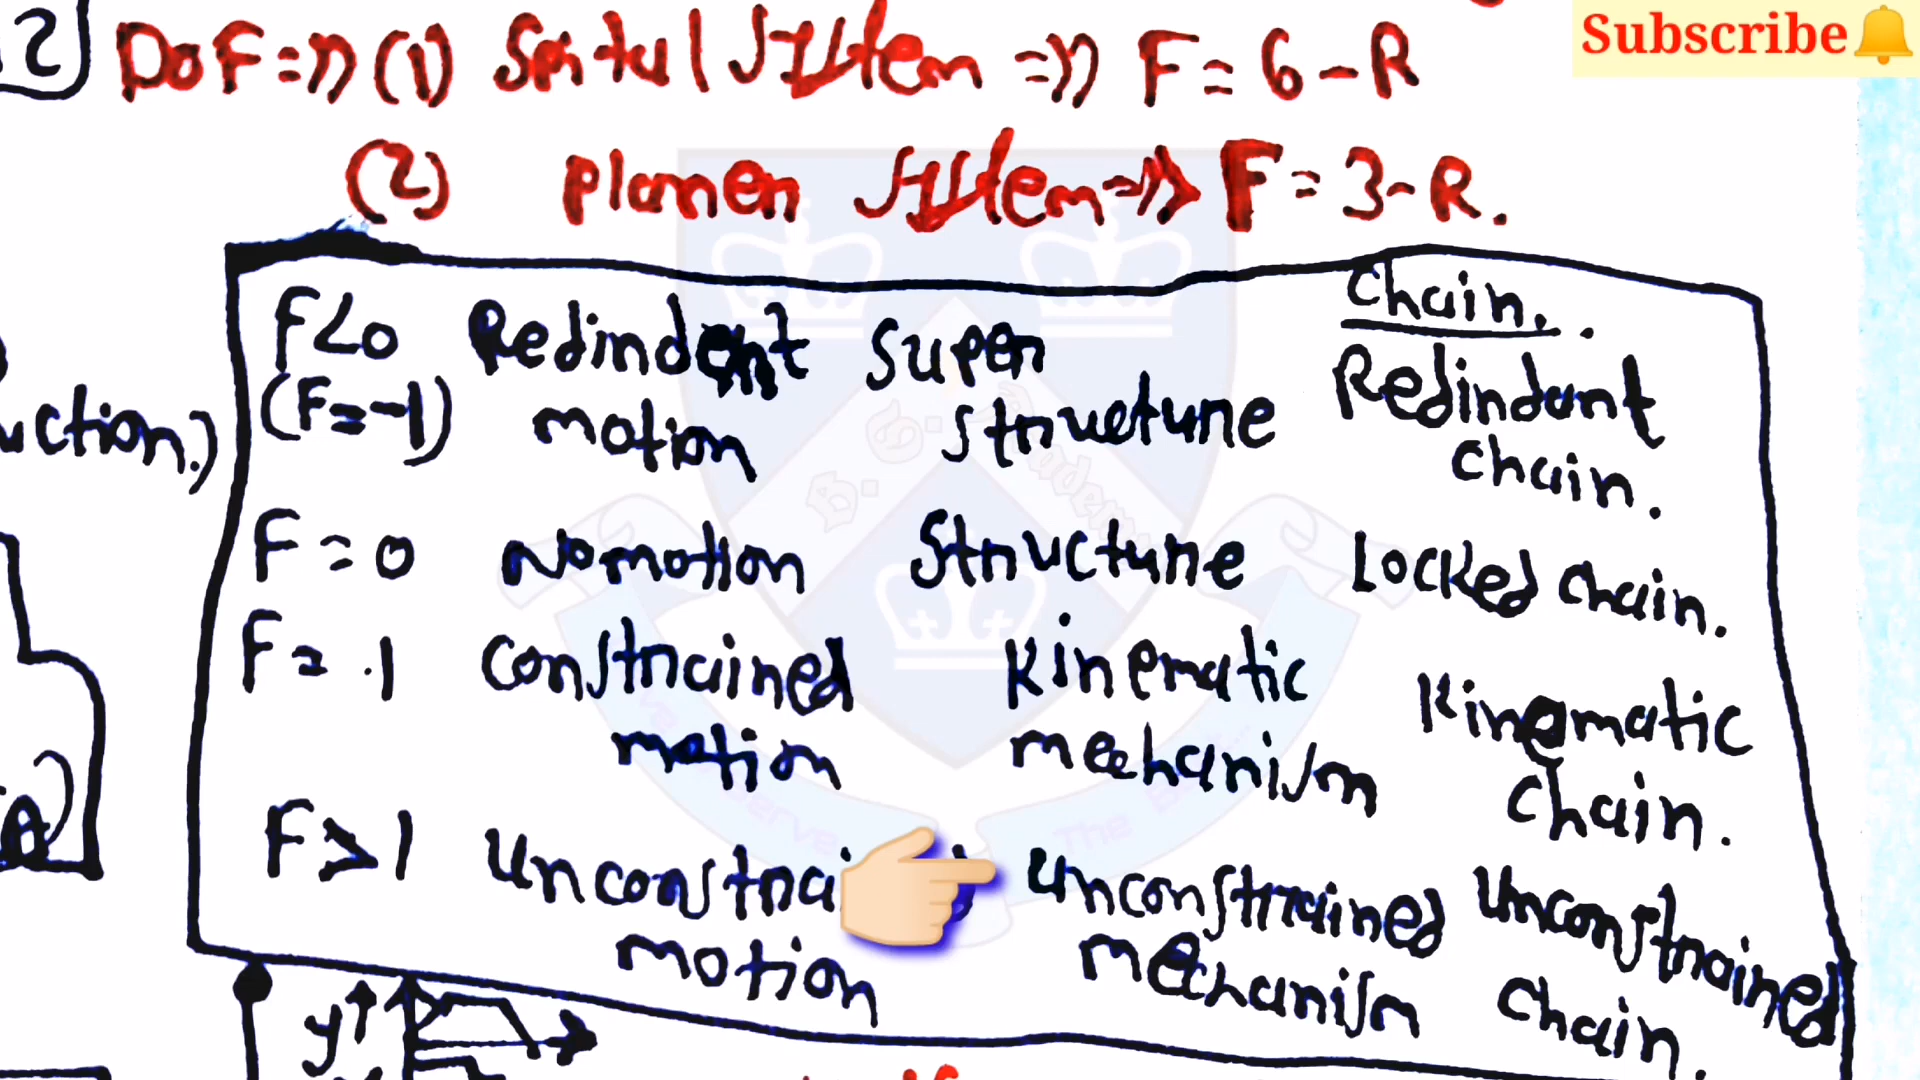 Subscribe
2 DOF=>> (1) Spatial System =>> F = 6 - R
(2) Planer System =>> F = 3 - R.
Chain.
F<0 Redindent Super Redindant
(F=-1) motion Structure chain.
F = 0 No motion Structure Locked chain.
uction.)
F = 1 Constrained Kinematic Kinematic
motion mechanism chain.
F > 1 Unconstrai Unconstrained Unconstrained
motion mechanism chain.
y↑